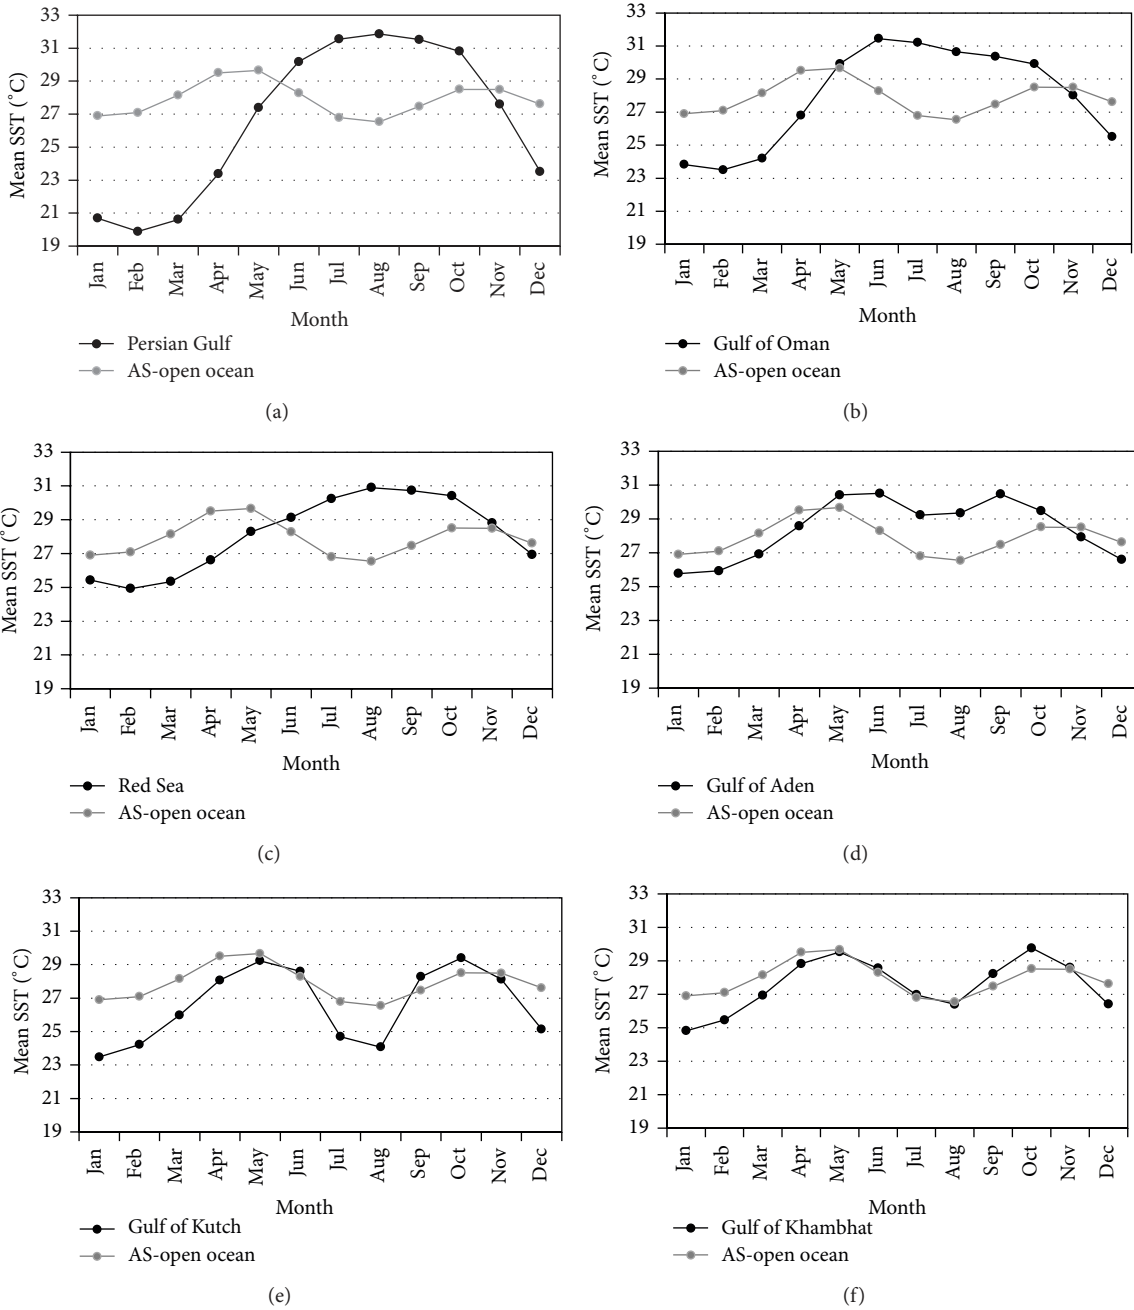 33
31
29
27
25
23
21
19
Mean SST (°C)
Jan
Feb
Mar
Apr
May
Jun
Jul
Aug
Sep
Oct
Nov
Dec
Month
Persian Gulf
AS-open ocean
(a)
33
31
29
27
25
23
21
19
Mean SST (°C)
Jan
Feb
Mar
Apr
May
Jun
Jul
Aug
Sep
Oct
Nov
Dec
Month
Gulf of Oman
AS-open ocean
(b)
33
31
29
27
25
23
21
19
Mean SST (°C)
Jan
Feb
Mar
Apr
May
Jun
Jul
Aug
Sep
Oct
Nov
Dec
Month
Red Sea
AS-open ocean
(c)
33
31
29
27
25
23
21
19
Mean SST (°C)
Jan
Feb
Mar
Apr
May
Jun
Jul
Aug
Sep
Oct
Nov
Dec
Month
Gulf of Aden
AS-open ocean
(d)
33
31
29
27
25
23
21
19
Mean SST (°C)
Jan
Feb
Mar
Apr
May
Jun
Jul
Aug
Sep
Oct
Nov
Dec
Month
Gulf of Kutch
AS-open ocean
(e)
33
31
29
27
25
23
21
19
Mean SST (°C)
Jan
Feb
Mar
Apr
May
Jun
Jul
Aug
Sep
Oct
Nov
Dec
Month
Gulf of Khambhat
AS-open ocean
(f)